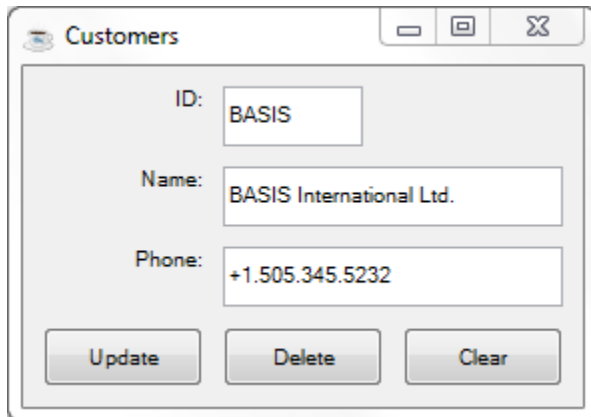 Customers
ID: BASIS
Name: BASIS International Ltd.
Phone: +1.505.345.5232
Update Delete Clear